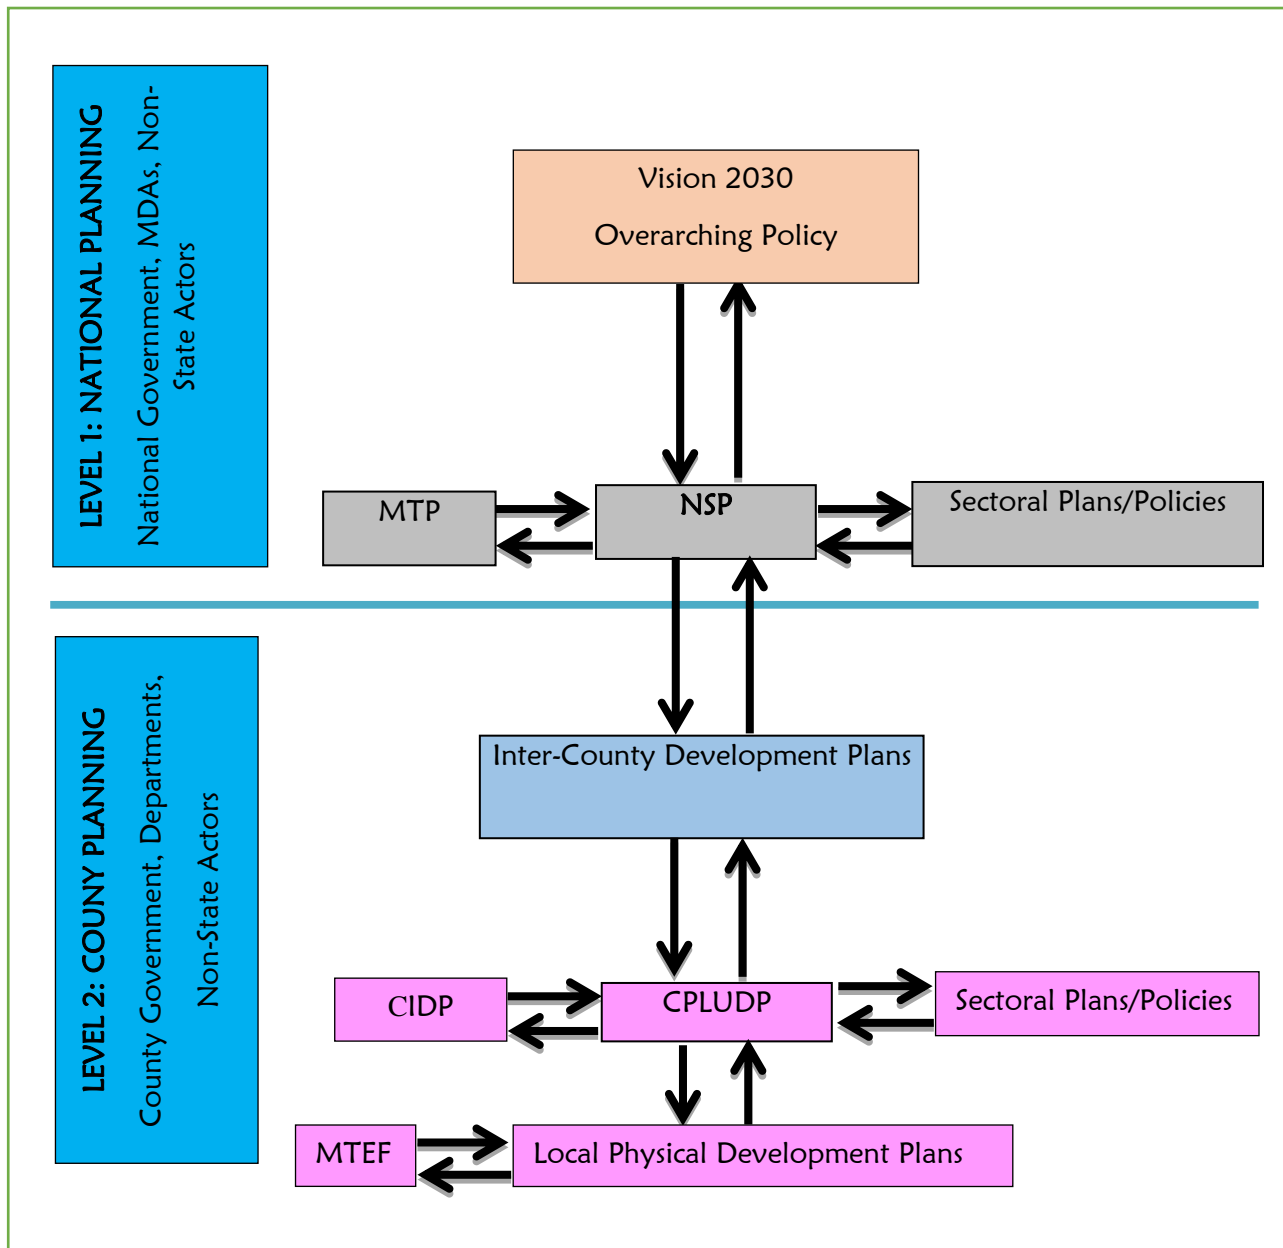 LEVEL 1: NATIONAL PLANNING
National Government, MDAs, Non-
State Actors
Vision 2030
Overarching Policy
MTP
NSP
Sectoral Plans/Policies
LEVEL 2: COUNY PLANNING
County Government, Departments,
Non-State Actors
Inter-County Development Plans
CIDP
CPLUDP
Sectoral Plans/Policies
MTEF
Local Physical Development Plans